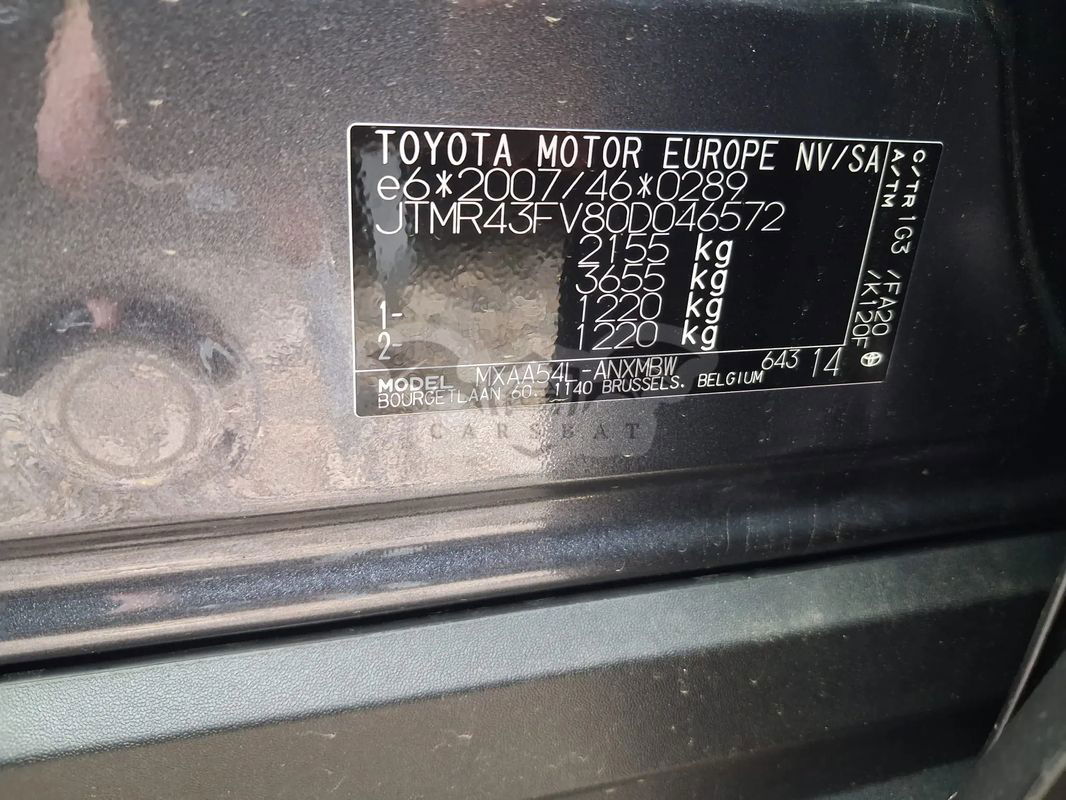 TOYOTA MOTOR EUROPE NV/SA
e6*2007/46*0289
JTMR43FV80D046572
2155 kg
3655 kg
1- 1220 kg
2- 1220 kg
MODEL MXAA54L-ANXMBW 643 14
BOURGETLAAN 60. 1140 BRUSSELS. BELGIUM
C/TR 1G3 /FA20
A/TM /K120F
CARSBAT